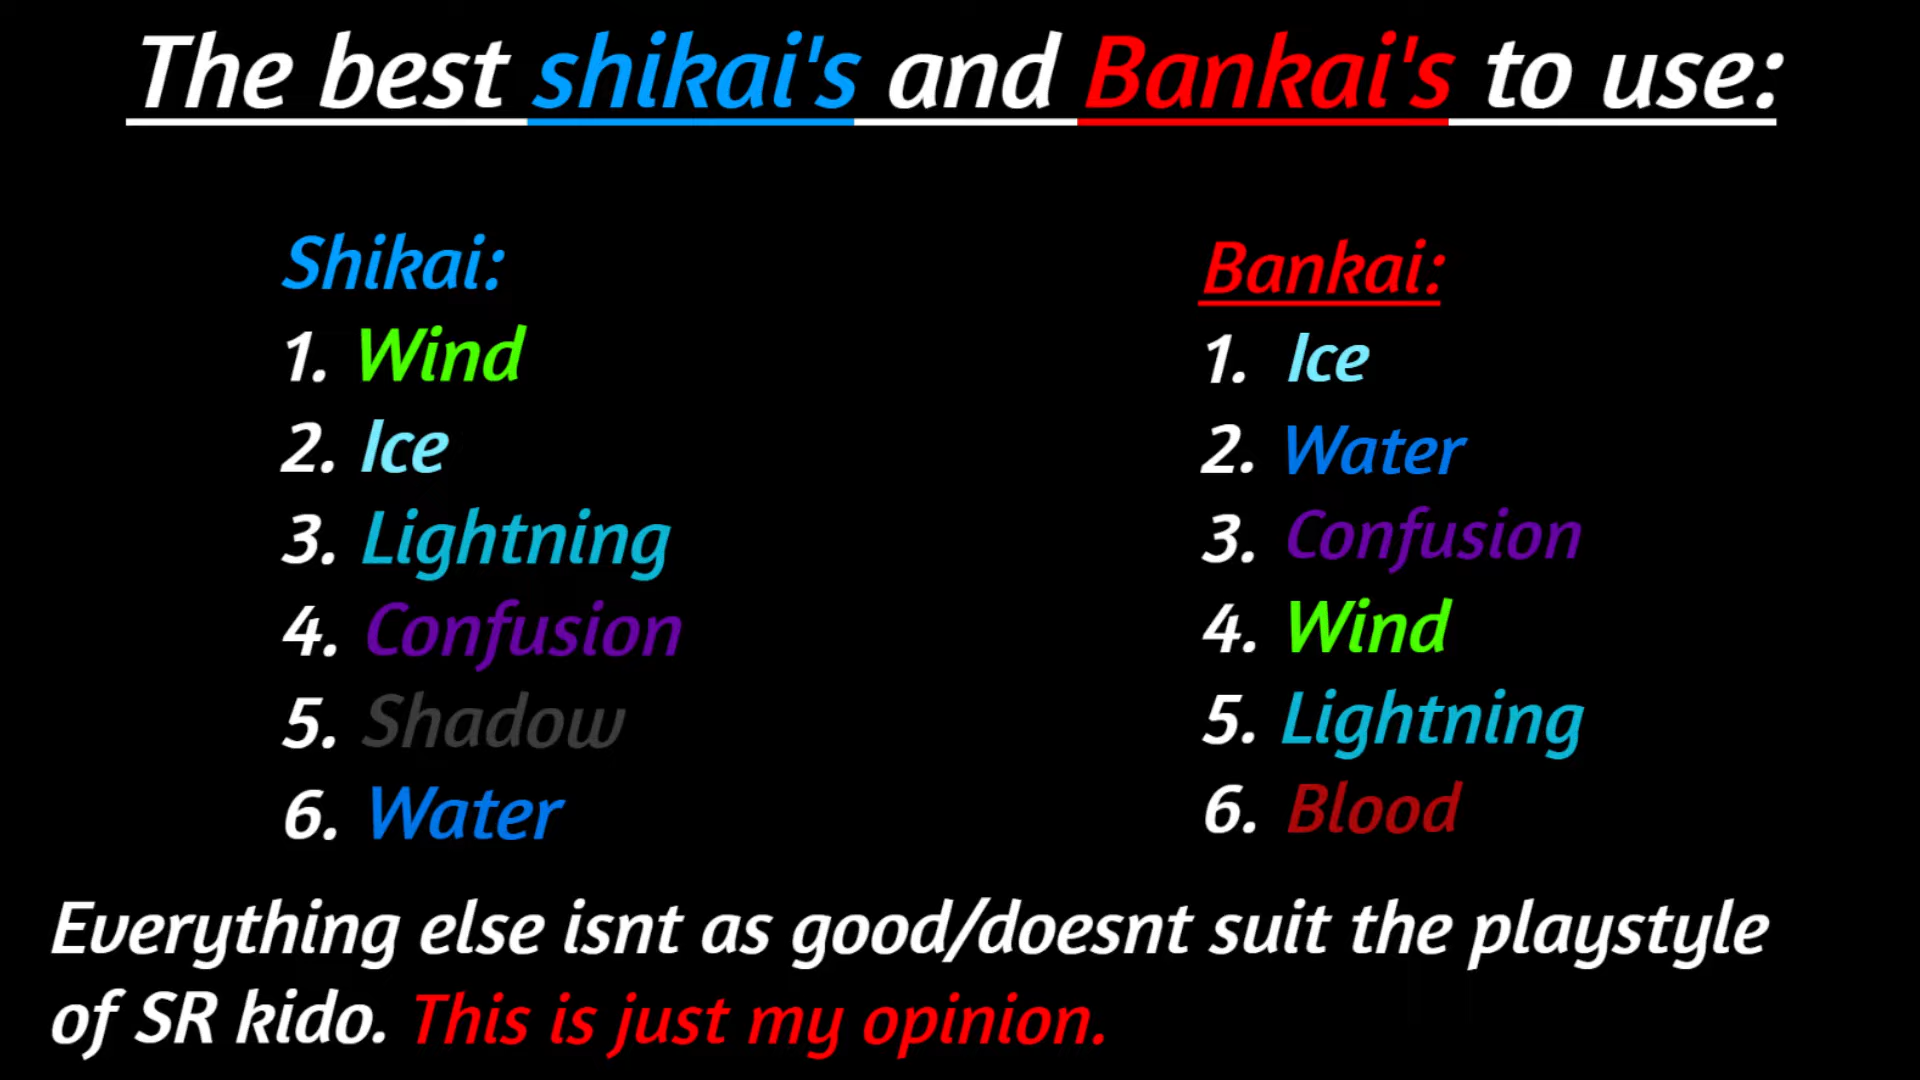 The best shikai's and Bankai's to use:
Shikai:
1. Wind
2. Ice
3. Lightning
4. Confusion
5. Shadow
6. Water
Bankai:
1. Ice
2. Water
3. Confusion
4. Wind
5. Lightning
6. Blood
Everything else isnt as good/doesnt suit the playstyle
of SR kido. This is just my opinion.